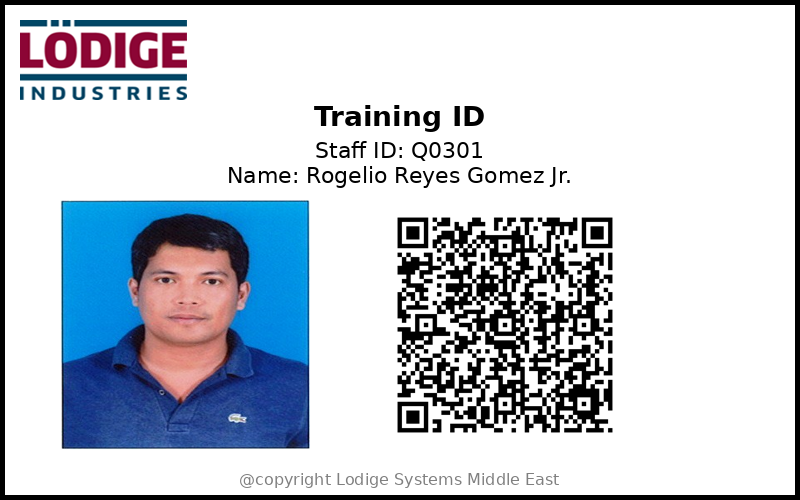 LÖDIGE
INDUSTRIES
Training ID
Staff ID: Q0301
Name: Rogelio Reyes Gomez Jr.
@copyright Lodige Systems Middle East